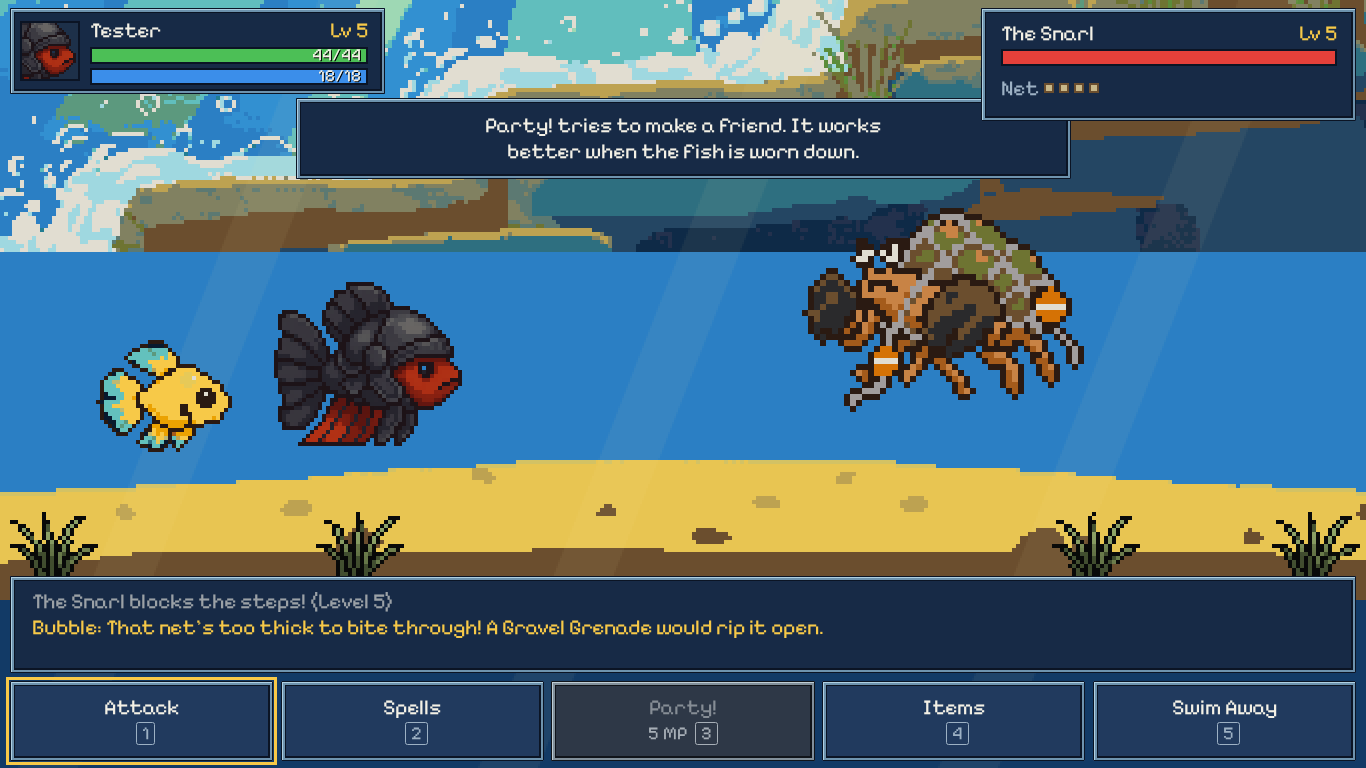 Tester Lv 5
44/44
18/18
The Snarl Lv 5
Net
Party! tries to make a friend. It works
better when the fish is worn down.
The Snarl blocks the steps! (Level 5)
Bubble: That net's too thick to bite through! A Gravel Grenade would rip it open.
Attack
1
Spells
2
Party!
5 MP 3
Items
4
Swim Away
5